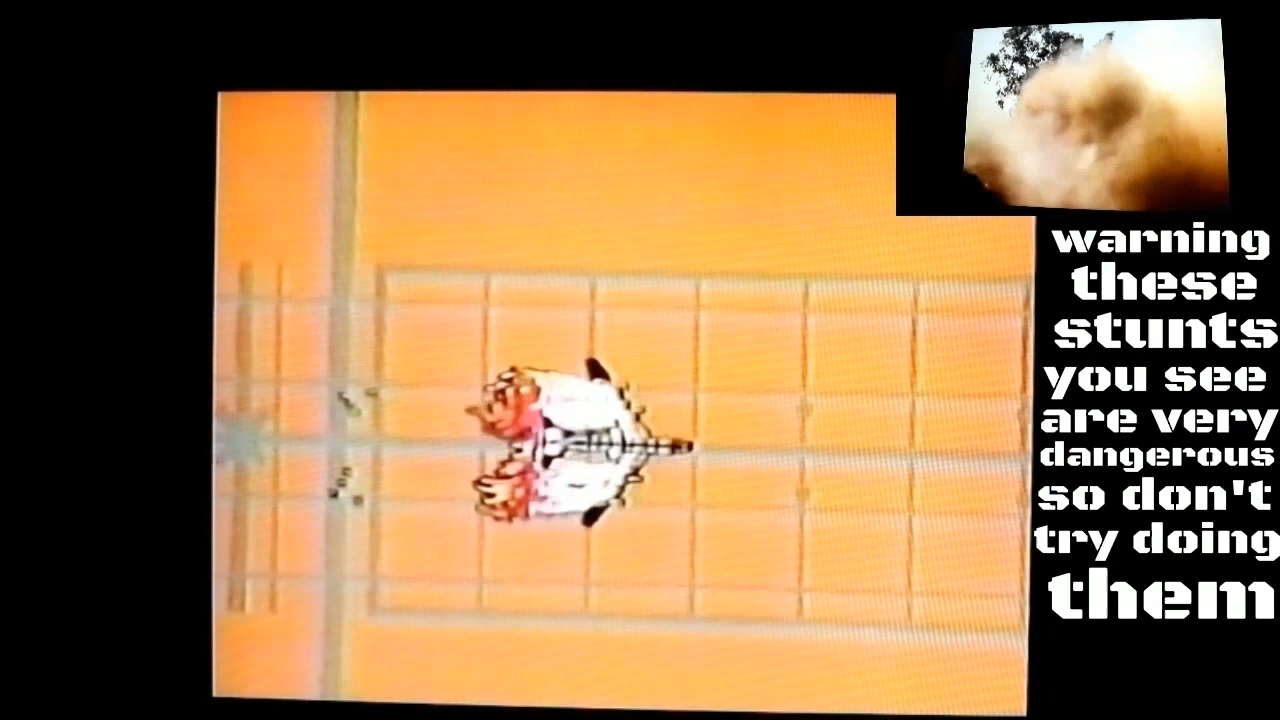 warning
these
stunts
you see
are very
dangerous
so don't
try doing
them